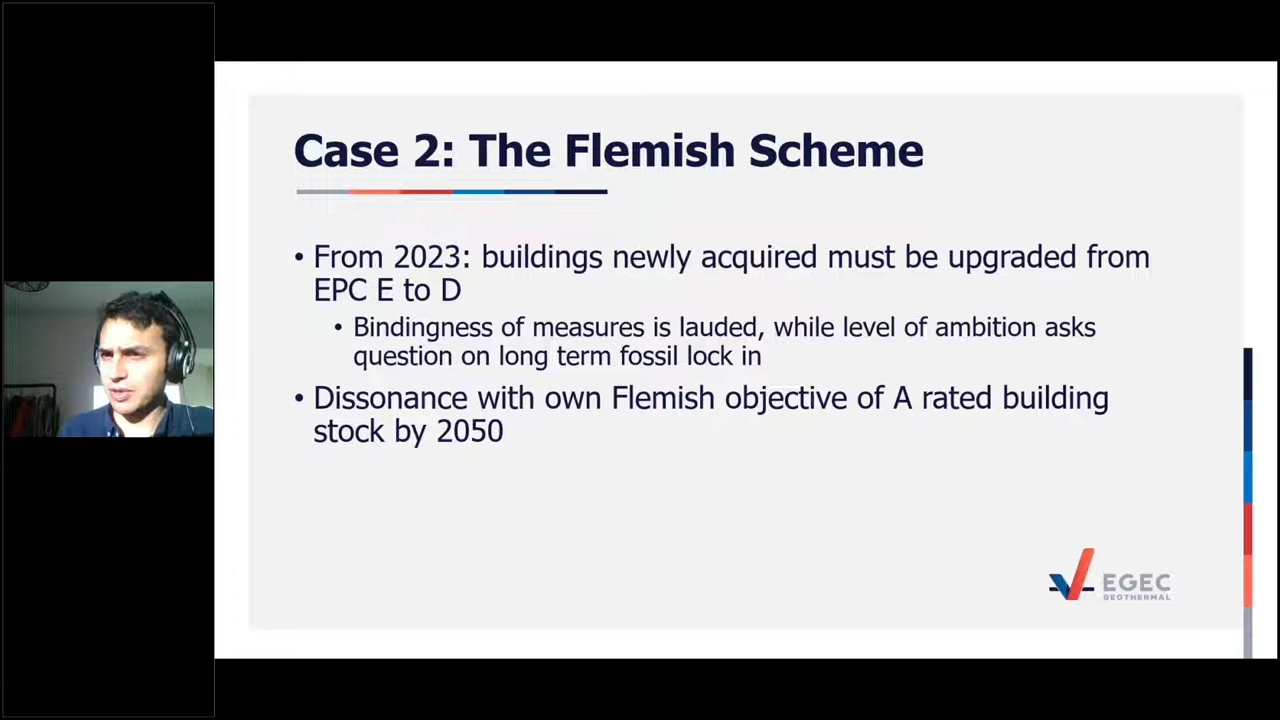 Case 2: The Flemish Scheme
• From 2023: buildings newly acquired must be upgraded from
EPC E to D
• Bindingness of measures is lauded, while level of ambition asks
question on long term fossil lock in
• Dissonance with own Flemish objective of A rated building
stock by 2050
EGEC
GEOTHERMAL